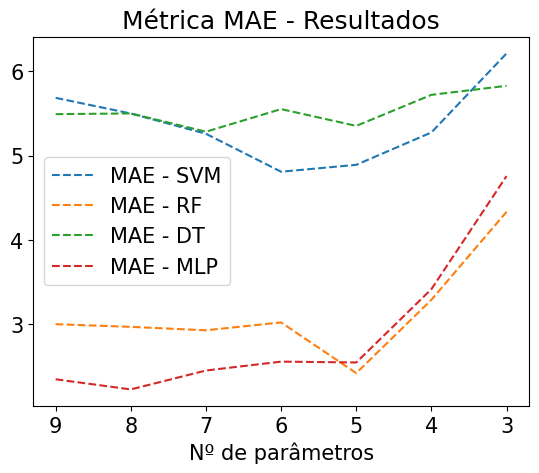 Métrica MAE - Resultados
6
5
4
3
MAE - SVM
MAE - RF
MAE - DT
MAE - MLP
9 8 7 6 5 4 3
Nº de parâmetros